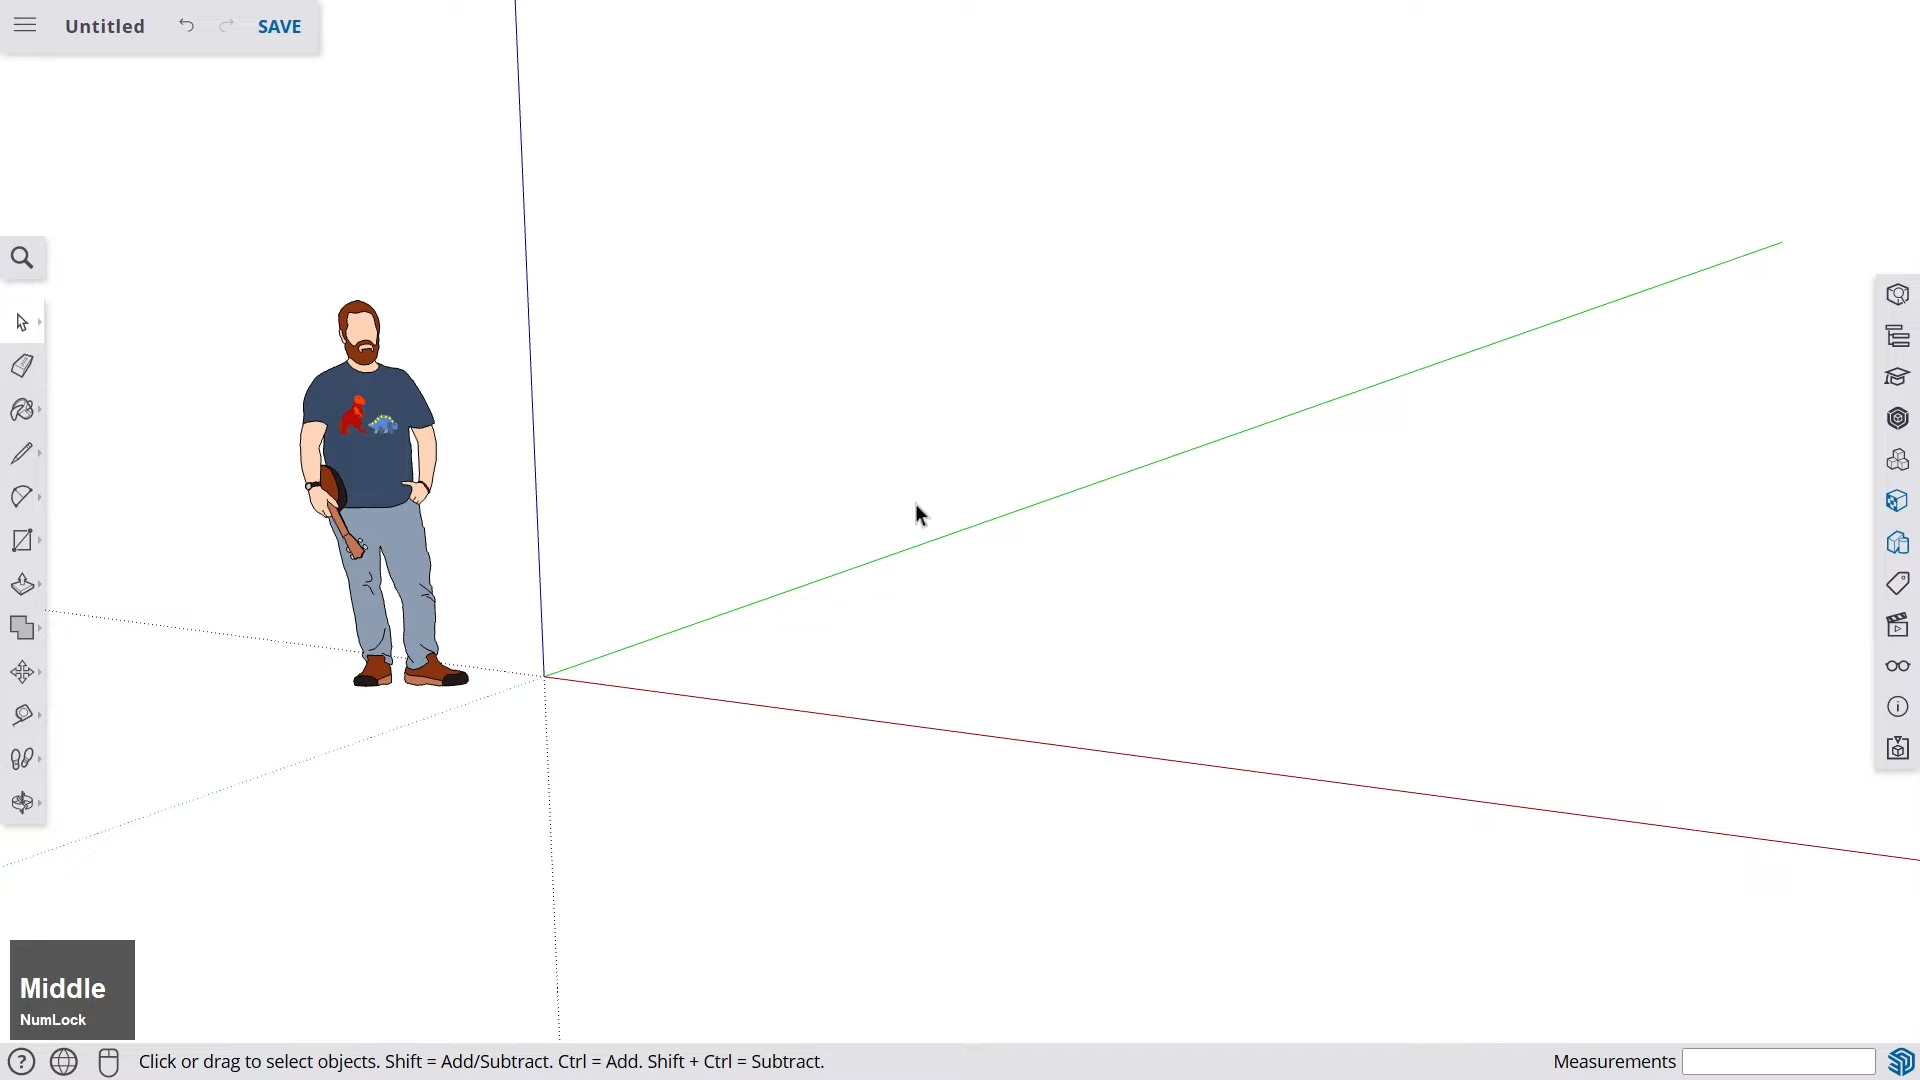 Untitled
SAVE
Middle
NumLock
Click or drag to select objects. Shift = Add/Subtract. Ctrl = Add. Shift + Ctrl = Subtract.
Measurements